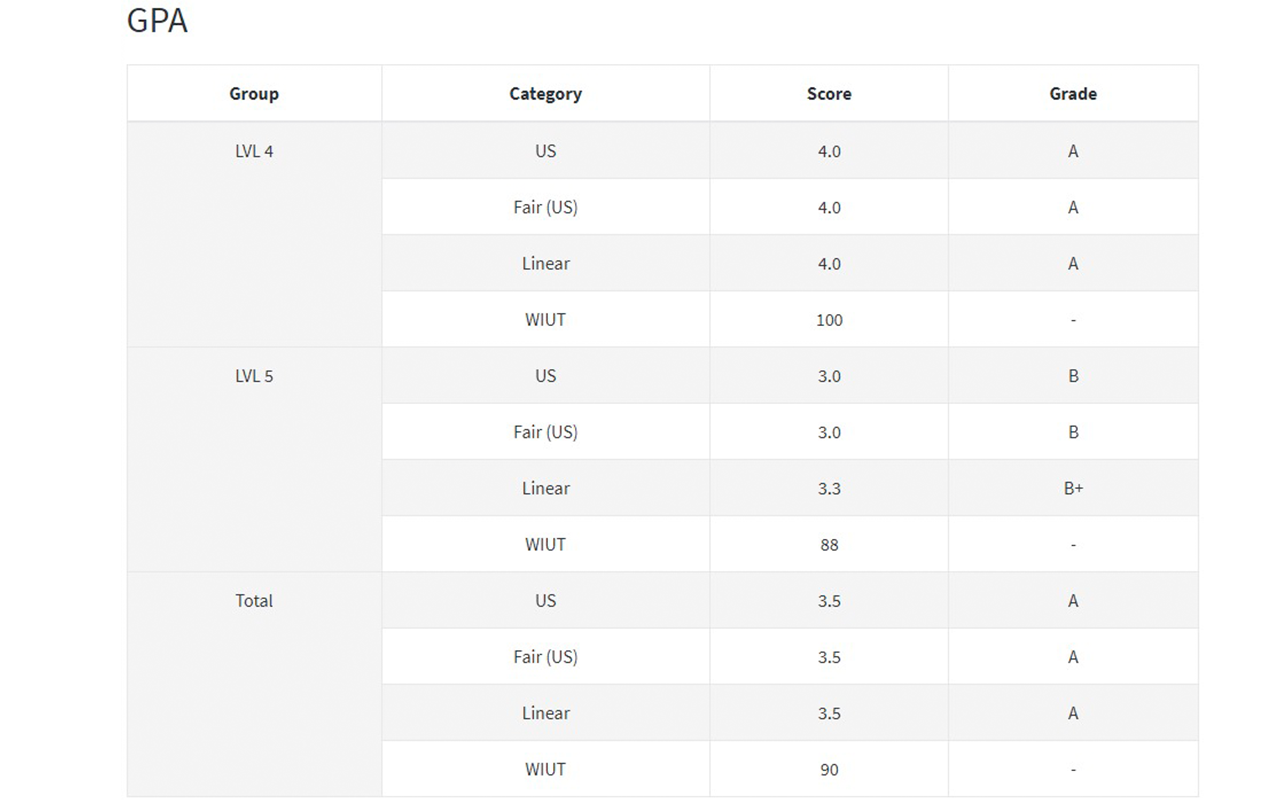 GPA
Group Category Score Grade
LVL 4 US 4.0 A
Fair (US) 4.0 A
Linear 4.0 A
WIUT 100 -
LVL 5 US 3.0 B
Fair (US) 3.0 B
Linear 3.3 B+
WIUT 88 -
Total US 3.5 A
Fair (US) 3.5 A
Linear 3.5 A
WIUT 90 -